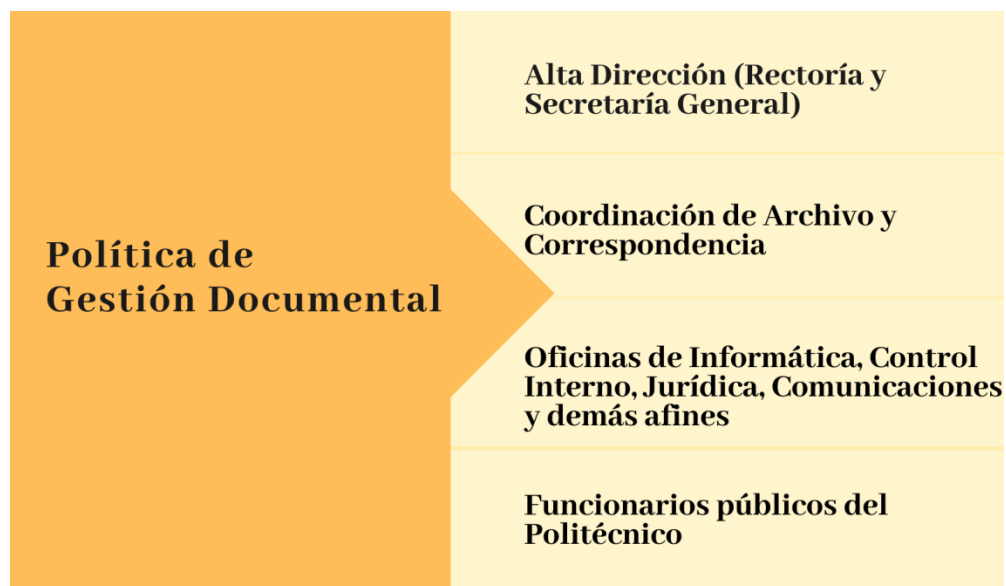 Política de
Gestión Documental
Alta Dirección (Rectoría y
Secretaría General)
Coordinación de Archivo y
Correspondencia
Oficinas de Informática, Control
Interno, Jurídica, Comunicaciones
y demás afines
Funcionarios públicos del
Politécnico